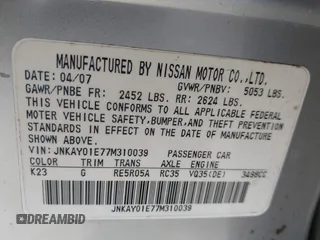 MANUFACTURED BY NISSAN MOTOR CO.,LTD.
DATE: 04/07 GVWR/PNBV: 5053 LBS.
GAWR/PNBE FR: 2452 LBS. RR: 2624 LBS.
THIS VEHICLE CONFORMS TO ALL APPLICABLE FEDERAL
MOTOR VEHICLE SAFETY,BUMPER,AND THEFT PREVENTION
STANDARDS IN EFFECT ON THE DATE OF MANUFACTURE
SHOWN ABOVE.
VIN:JNKAY01E77M310039 PASSENGER CAR
COLOR TRIM TRANS AXLE ENGINE
K23 G RE5R05A RC35 VQ35(DE) 3498CC
JNKAY01E77M310039
DREAMBID dreambid.com